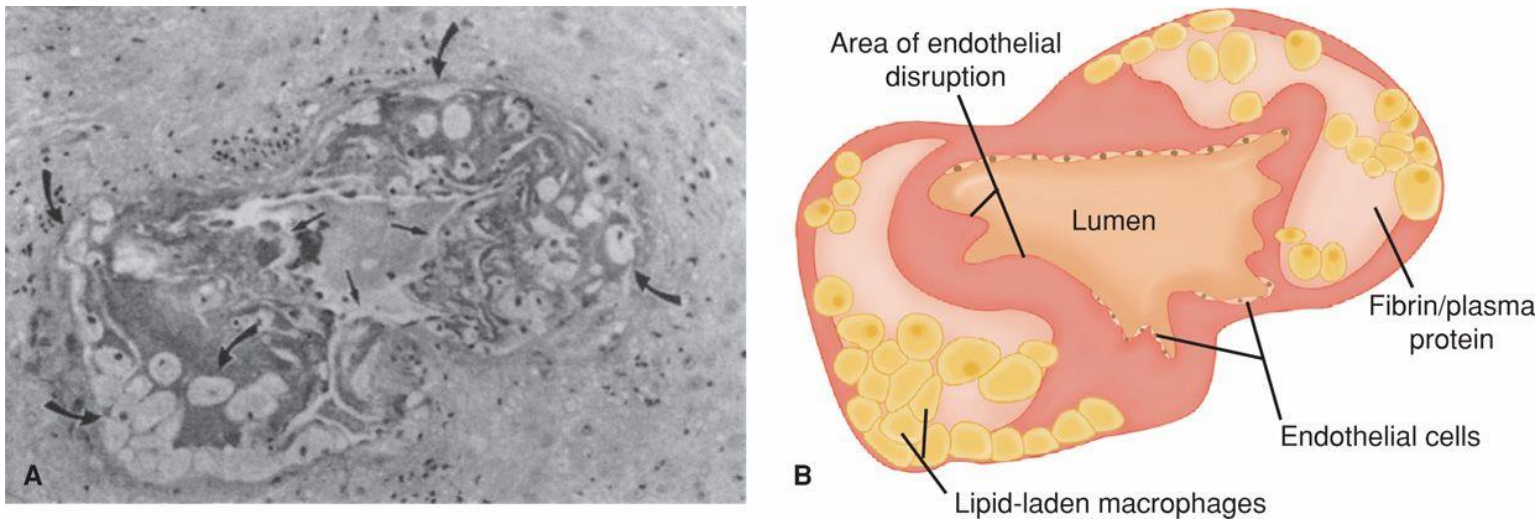 Area of endothelial
disruption
Lumen
Fibrin/plasma
protein
Endothelial cells
Lipid-laden macrophages
A
B